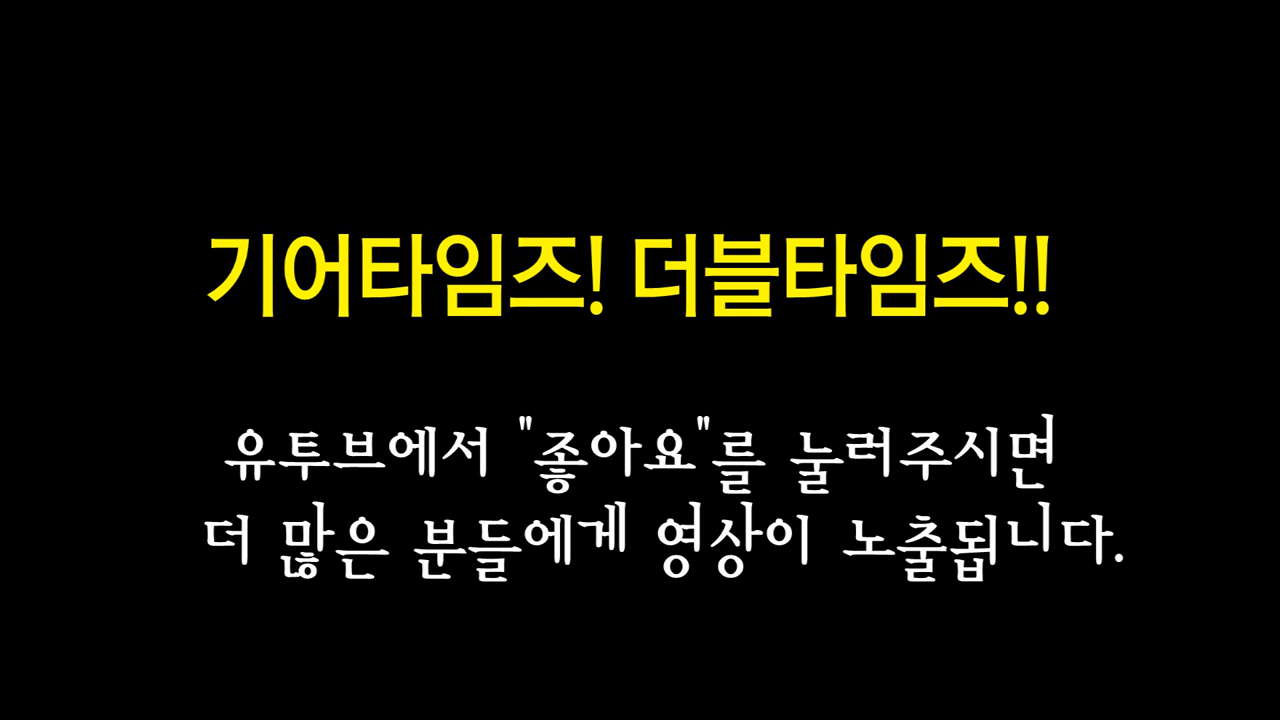 기어타임즈! 더블타임즈!!
유투브에서 "좋아요"를 눌러주시면
더 많은 분들에게 영상이 노출됩니다.